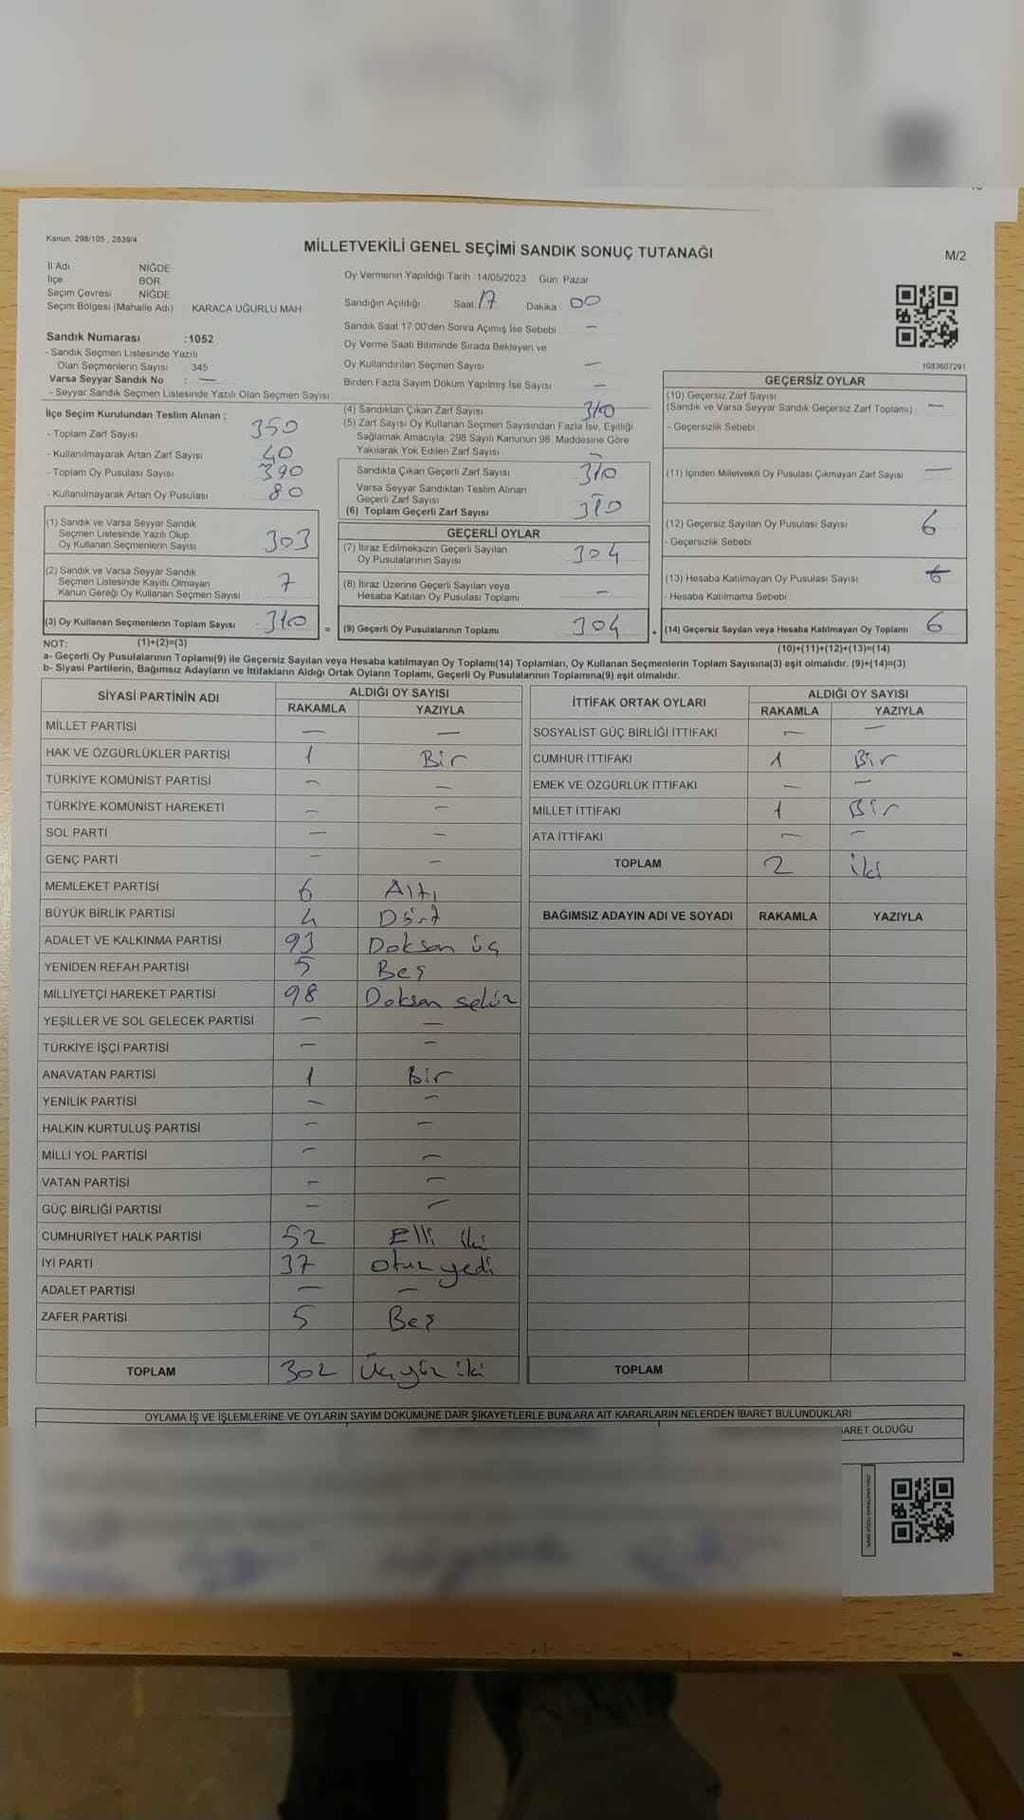 Kanun, 298/105 , 2839/4
MİLLETVEKİLİ GENEL SEÇİMİ SANDIK SONUÇ TUTANAĞI
M/2
İl Adı NİĞDE
İlçe BOR
Seçim Çevresi NİĞDE
Seçim Bölgesi (Mahalle Adı) KARACA UĞURLU MAH
Sandık Numarası :1052
- Sandık Seçmen Listesinde Yazılı
Olan Seçmenlerin Sayısı 345
Varsa Seyyar Sandık No : —
- Seyyar Sandık Seçmen Listesinde Yazılı Olan Seçmen Sayısı
Oy Vermenin Yapıldığı Tarih 14/05/2023 Gün: Pazar
Sandığın Açıldığı Saat 17 Dakika 00
Sandık Saat 17:00'den Sonra Açımış İse Sebebi —
Oy Verme Saati Bitiminde Sırada Bekleyen ve
Oy Kullandırılan Seçmen Sayısı —
Birden Fazla Sayım Döküm Yapılmış İse Sayısı —
1083607291
İlçe Seçim Kurulundan Teslim Alınan :
- Toplam Zarf Sayısı 350
- Kullanılmayarak Artan Zarf Sayısı 40
- Toplam Oy Pusulası Sayısı 390
- Kullanılmayarak Artan Oy Pusulası 80
(1) Sandık ve Varsa Seyyar Sandık
Seçmen Listesinde Yazılı Olup
Oy Kullanan Seçmenlerin Sayısı 303
(2) Sandık ve Varsa Seyyar Sandık
Seçmen Listesinde Kayıtlı Olmayan
Kanun Gereği Oy Kullanan Seçmen Sayısı 7
(3) Oy Kullanan Seçmenlerin Toplam Sayısı 310
(4) Sandıktan Çıkan Zarf Sayısı 310
(5) Zarf Sayısı Oy Kullanan Seçmen Sayısından Fazla İse, Eşitliği
Sağlamak Amacıyla, 298 Sayılı Kanunun 98. Maddesine Göre
Yakılarak Yok Edilen Zarf Sayısı —
Sandıkta Çıkan Geçerli Zarf Sayısı 310
Varsa Seyyar Sandıktan Teslim Alınan
Geçerli Zarf Sayısı —
(6) Toplam Geçerli Zarf Sayısı 310
GEÇERLİ OYLAR
(7) İtiraz Edilmeksizin Geçerli Sayılan
Oy Pusulalarının Sayısı 304
(8) İtiraz Üzerine Geçerli Sayılan veya
Hesaba Katılan Oy Pusulası Toplamı —
= (9) Geçerli Oy Pusulalarının Toplamı 304
GEÇERSİZ OYLAR
(10) Geçersiz Zarf Sayısı
(Sandık ve Varsa Seyyar Sandık Geçersiz Zarf Toplamı) —
- Geçersizlik Sebebi
(11) İçinden Milletvekili Oy Pusulası Çıkmayan Zarf Sayısı —
(12) Geçersiz Sayılan Oy Pusulası Sayısı 6
- Geçersizlik Sebebi
(13) Hesaba Katılmayan Oy Pusulası Sayısı
- Hesaba Katılmama Sebebi
+ (14) Geçersiz Sayılan veya Hesaba Katılmayan Oy Toplamı 6
NOT: (1)+(2)=(3)
(10)+(11)+(12)+(13)=(14)
a- Geçerli Oy Pusulalarının Toplamı(9) ile Geçersiz Sayılan veya Hesaba katılmayan Oy Toplamı(14) Toplamları, Oy Kullanan Seçmenlerin Toplam Sayısına(3) eşit olmalıdır. (9)+(14)=(3)
b- Siyasi Partilerin, Bağımsız Adayların ve İttifakların Aldığı Ortak Oyların Toplamı, Geçerli Oy Pusulalarının Toplamına(9) eşit olmalıdır.
SİYASİ PARTİNİN ADI ALDIĞI OY SAYISI
RAKAMLA YAZIYLA
MİLLET PARTİSİ — —
HAK VE ÖZGÜRLÜKLER PARTİSİ 1 Bir
TÜRKİYE KOMÜNİST PARTİSİ — —
TÜRKİYE KOMÜNİST HAREKETİ — —
SOL PARTİ — —
GENÇ PARTİ — —
MEMLEKET PARTİSİ 6 Altı
BÜYÜK BİRLİK PARTİSİ 4 Dört
ADALET VE KALKINMA PARTİSİ 93 Doksan üç
YENİDEN REFAH PARTİSİ 5 Beş
MİLLİYETÇİ HAREKET PARTİSİ 98 Doksan sekiz
YEŞİLLER VE SOL GELECEK PARTİSİ — —
TÜRKİYE İŞÇİ PARTİSİ — —
ANAVATAN PARTİSİ 1 Bir
YENİLİK PARTİSİ — —
HALKIN KURTULUŞ PARTİSİ — —
MİLLİ YOL PARTİSİ — —
VATAN PARTİSİ — —
GÜÇ BİRLİĞİ PARTİSİ — —
CUMHURİYET HALK PARTİSİ 52 Elli iki
İYİ PARTİ 37 otuz yedi
ADALET PARTİSİ — —
ZAFER PARTİSİ 5 Beş
TOPLAM 302 Üç yüz iki
İTTİFAK ORTAK OYLARI ALDIĞI OY SAYISI
RAKAMLA YAZIYLA
SOSYALİST GÜÇ BİRLİĞİ İTTİFAKI — —
CUMHUR İTTİFAKI 1 Bir
EMEK VE ÖZGÜRLÜK İTTİFAKI — —
MİLLET İTTİFAKI 1 Bir
ATA İTTİFAKI — —
TOPLAM 2 iki
BAĞIMSIZ ADAYIN ADI VE SOYADI RAKAMLA YAZIYLA
TOPLAM
OYLAMA İŞ VE İŞLEMLERİNE VE OYLARIN SAYIM DÖKÜMÜNE DAİR ŞİKAYETLERLE BUNLARA AİT KARARLARIN NELERDEN İBARET BULUNDUKLARI
BARET OLDUĞU